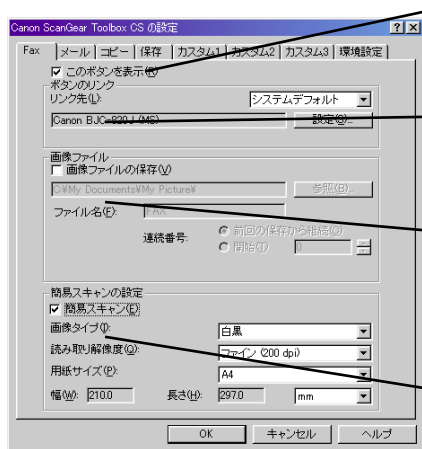 Canon ScanGear Toolbox CS の設定
Fax メール コピー 保存 カスタム1 カスタム2 カスタム3 環境設定
このボタンを表示(R)
ボタンのリンク
リンク先(L): システムデフォルト
Canon BJC-820J (MS) 設定(S)...
画像ファイル
画像ファイルの保存(V)
C:¥My Documents¥My Picture¥ 参照(B)...
ファイル名(F): FAX
連続番号: 前回の保存から継続(O)
開始(T) 0
簡易スキャンの設定
簡易スキャン(E)
画像タイプ(I): 白黒
読み取り解像度(Q): ファイン (200 dpi)
用紙サイズ(P): A4
幅(W): 210.0 長さ(H): 297.0 mm
OK キャンセル ヘルプ